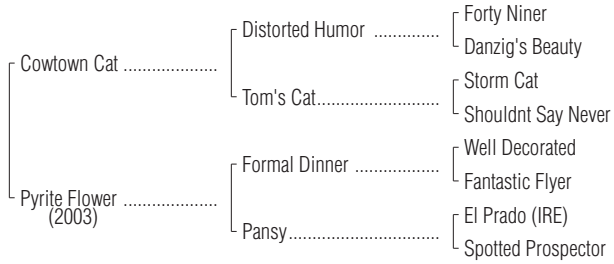 Forty Niner
Distorted Humor ..............
Danzig's Beauty
Cowtown Cat ...................
Storm Cat
Tom's Cat.........................
Shouldnt Say Never
Well Decorated
Formal Dinner .................
Fantastic Flyer
Pyrite Flower ...................
(2003)
El Prado (IRE)
Pansy...............................
Spotted Prospector